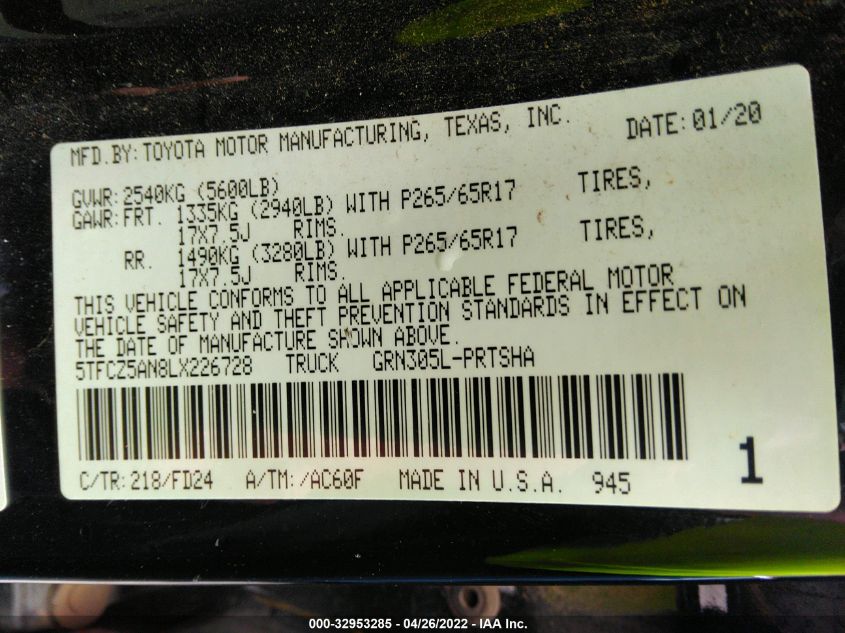 MFD.BY:TOYOTA MOTOR MANUFACTURING, TEXAS, INC. DATE:01/20
GVWR:2540KG (5600LB)
GAWR:FRT. 1335KG (2940LB) WITH P265/65R17 TIRES,
17X7.5J RIMS.
RR. 1490KG (3280LB) WITH P265/65R17 TIRES,
17X7.5J RIMS.
THIS VEHICLE CONFORMS TO ALL APPLICABLE FEDERAL MOTOR
VEHICLE SAFETY AND THEFT PREVENTION STANDARDS IN EFFECT ON
THE DATE OF MANUFACTURE SHOWN ABOVE.
5TFCZ5AN8LX226728 TRUCK GRN305L-PRTSHA
C/TR:218/FD24 A/TM:/AC60F MADE IN U.S.A. 945 1
000-32953285 - 04/26/2022 - IAA Inc.